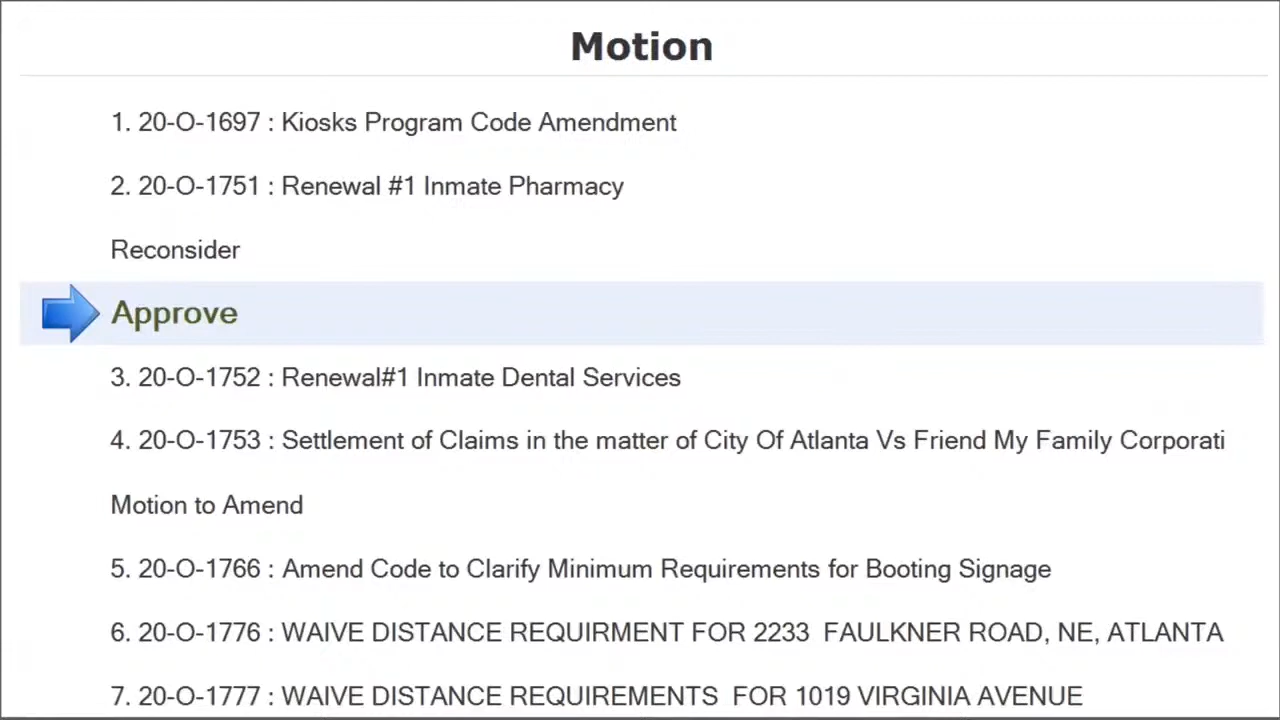 Motion
1. 20-O-1697 : Kiosks Program Code Amendment
2. 20-O-1751 : Renewal #1 Inmate Pharmacy
Reconsider
Approve
3. 20-O-1752 : Renewal#1 Inmate Dental Services
4. 20-O-1753 : Settlement of Claims in the matter of City Of Atlanta Vs Friend My Family Corporati
Motion to Amend
5. 20-O-1766 : Amend Code to Clarify Minimum Requirements for Booting Signage
6. 20-O-1776 : WAIVE DISTANCE REQUIRMENT FOR 2233  FAULKNER ROAD, NE, ATLANTA
7. 20-O-1777 : WAIVE DISTANCE REQUIREMENTS  FOR 1019 VIRGINIA AVENUE